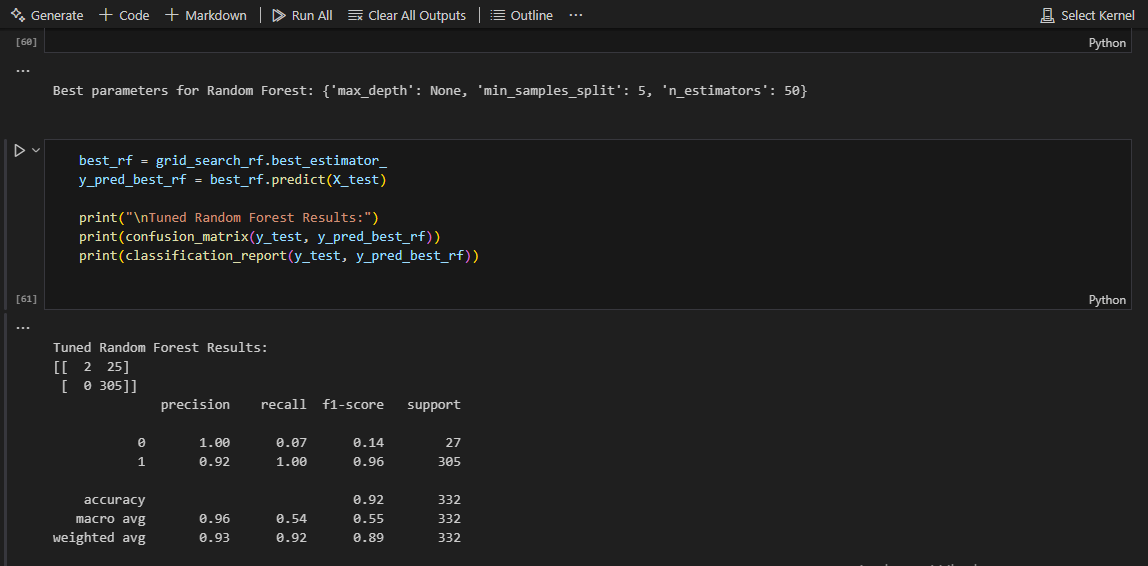 Generate + Code + Markdown | Run All Clear All Outputs | Outline ... Select Kernel
[60] Python
...
Best parameters for Random Forest: {'max_depth': None, 'min_samples_split': 5, 'n_estimators': 50}
best_rf = grid_search_rf.best_estimator_
y_pred_best_rf = best_rf.predict(X_test)
print("\nTuned Random Forest Results:")
print(confusion_matrix(y_test, y_pred_best_rf))
print(classification_report(y_test, y_pred_best_rf))
[61] Python
...
Tuned Random Forest Results:
[[  2  25]
 [  0 305]]
              precision    recall  f1-score   support
           0       1.00      0.07      0.14        27
           1       0.92      1.00      0.96       305
    accuracy                           0.92       332
   macro avg       0.96      0.54      0.55       332
weighted avg       0.93      0.92      0.89       332